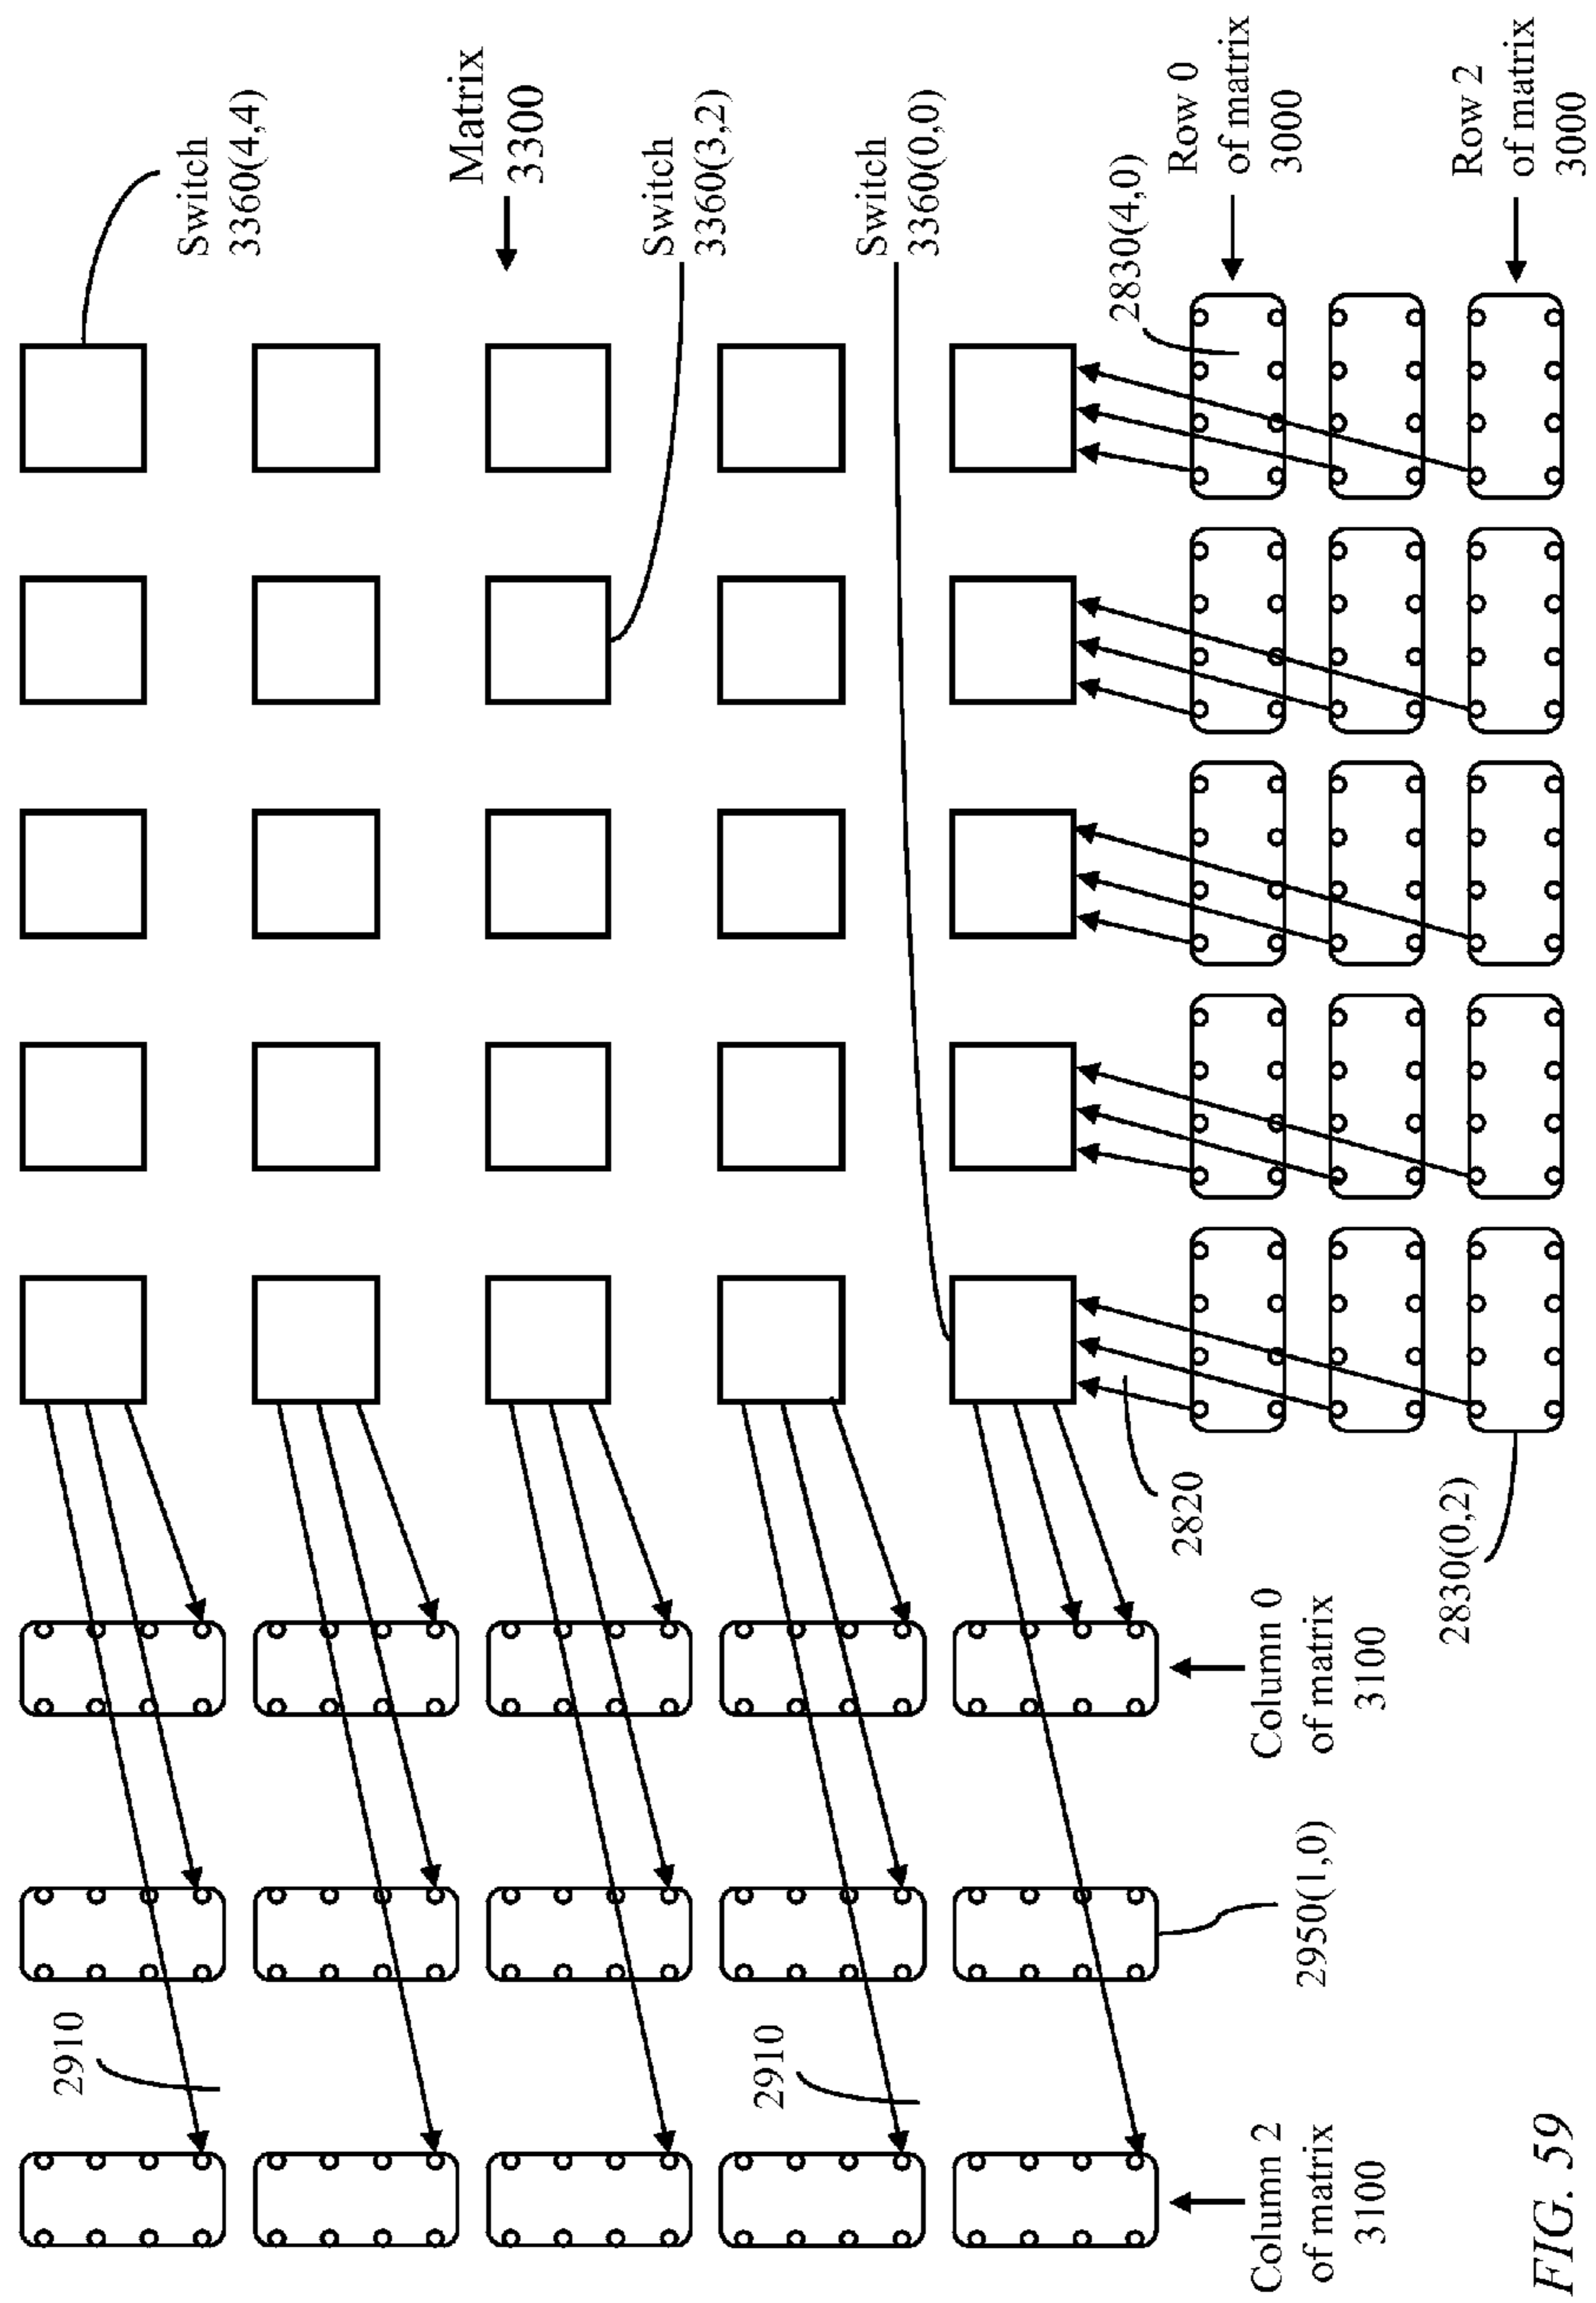 Switch
3360(4,4)
Matrix
3300
Switch
3360(3,2)
Switch
3360(0,0)
2830(4,0)
Row 0
of matrix
3000
Row 2
of matrix
3000
2820
2830(0,2)
Column 0
of matrix
3100
2950(1,0)
2910
2910
Column 2
of matrix
3100
FIG. 59